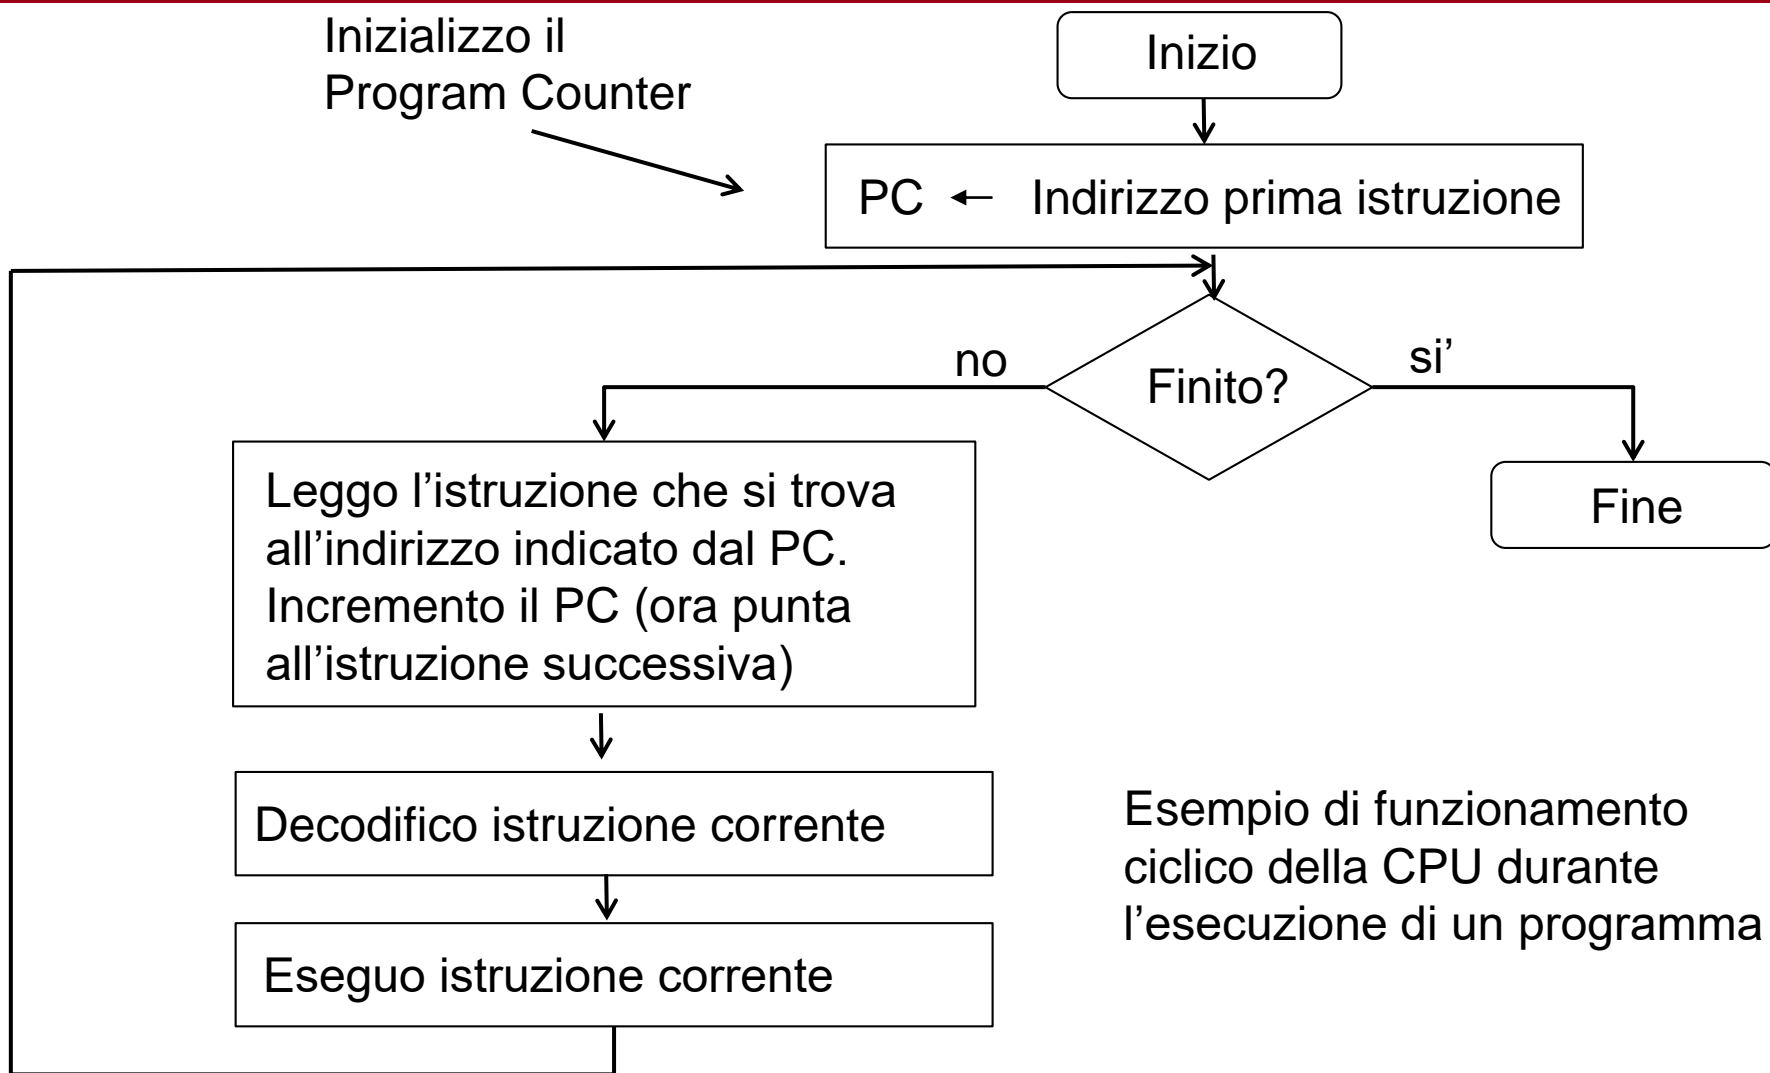 Inizializzo il
Program Counter
Inizio
PC ← Indirizzo prima istruzione
no
Finito?
si’
Leggo l’istruzione che si trova
all’indirizzo indicato dal PC.
Incremento il PC (ora punta
all’istruzione successiva)
Fine
Decodifico istruzione corrente
Eseguo istruzione corrente
Esempio di funzionamento
ciclico della CPU durante
l’esecuzione di un programma